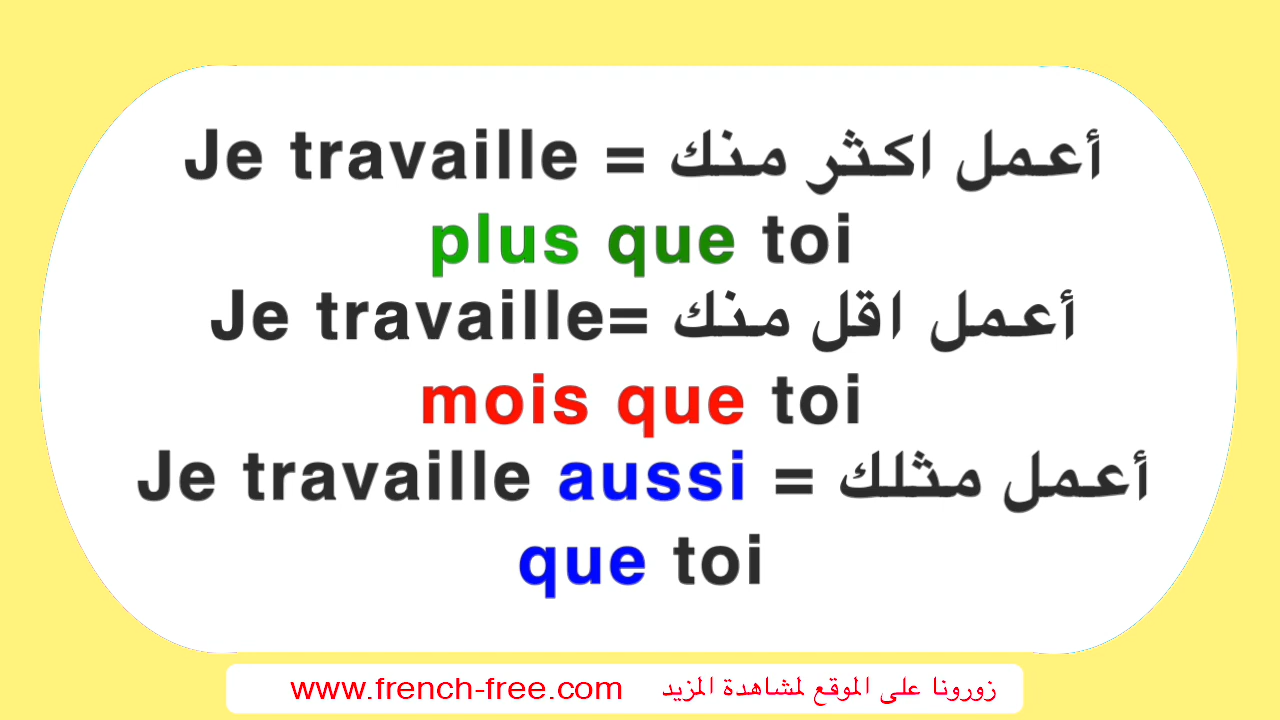 أعمل اكثر منك = Je travaille
plus que toi
أعمل اقل منك =Je travaille
mois que toi
أعمل مثلك = Je travaille aussi
que toi
زورونا على الموقع لمشاهدة المزيد www.french-free.com